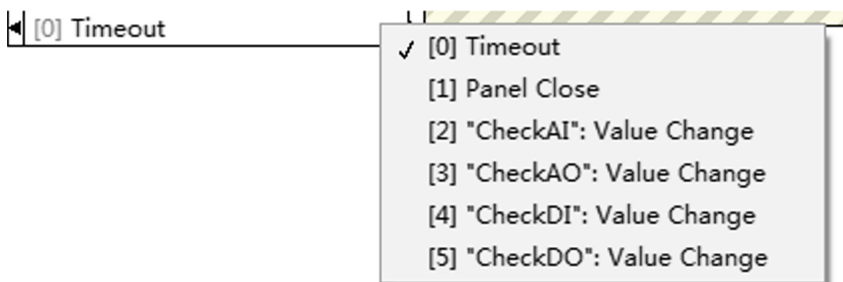 [0] Timeout
[0] Timeout
[1] Panel Close
[2] "CheckAI": Value Change
[3] "CheckAO": Value Change
[4] "CheckDI": Value Change
[5] "CheckDO": Value Change